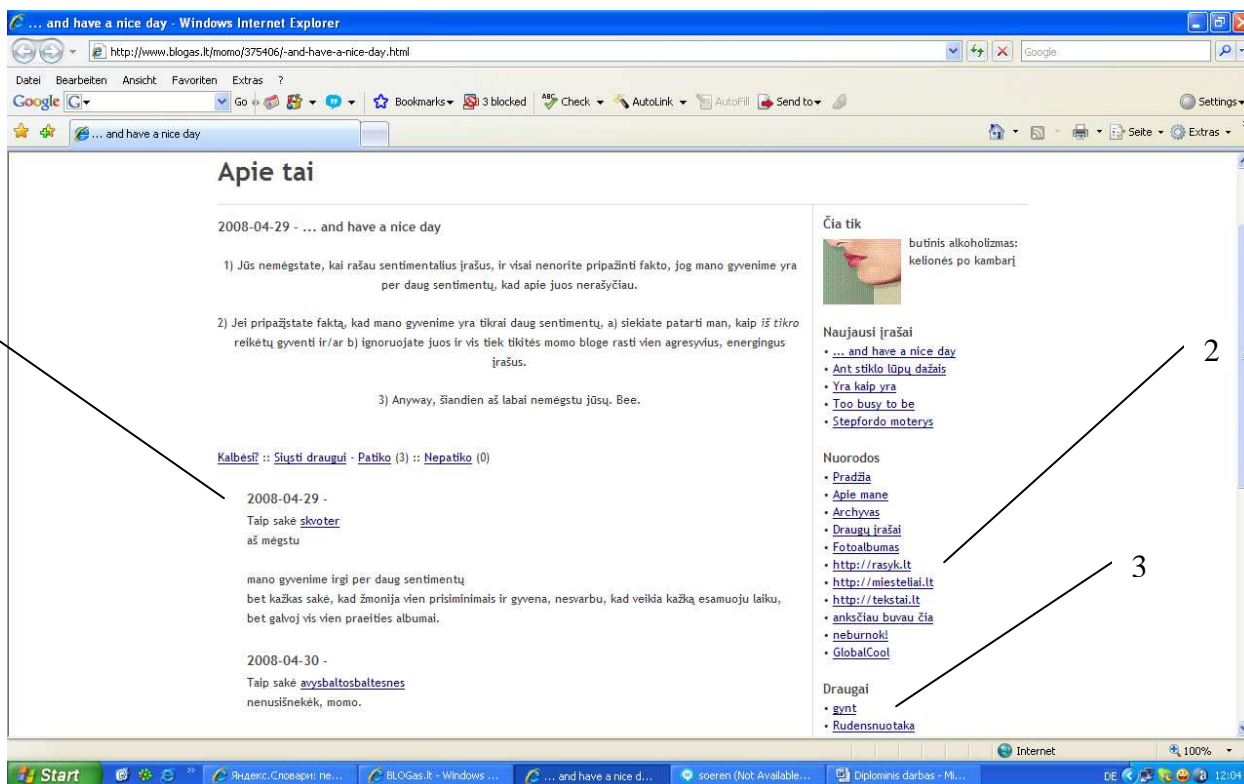 ... and have a nice day - Windows Internet Explorer
http://www.blogas.lt/momo/375406/-and-have-a-nice-day.html
Google
Datei Bearbeiten Ansicht Favoriten Extras ?
Google G Go Bookmarks 3 blocked ABC Check AutoLink AutoFill Send to Settings
... and have a nice day
Seite Extras
Apie tai
2008-04-29 - ... and have a nice day
1) Jūs nemėgstate, kai rašau sentimentalius įrašus, ir visai nenorite pripažinti fakto, jog mano gyvenime yra
per daug sentimentų, kad apie juos nerašyčiau.
2) Jei pripažįstate faktą, kad mano gyvenime yra tikrai daug sentimentų, a) siekiate patarti man, kaip iš tikro
reikėtų gyventi ir/ar b) ignoruojate juos ir vis tiek tikitės momo bloge rasti vien agresyvius, energingus
įrašus.
3) Anyway, šiandien aš labai nemėgstu jūsų. Bee.
Kalbėsi? :: Siųsti draugui - Patiko (3) :: Nepatiko (0)
2008-04-29 -
Taip sakė skvoter
aš mėgstu
mano gyvenime irgi per daug sentimentų
bet kažkas sakė, kad žmonija vien prisiminimais ir gyvena, nesvarbu, kad veikia kažką esamuoju laiku,
bet galvoj vis vien praeities albumai.
2008-04-30 -
Taip sakė avysbaltosbaltesnes
nenusišnekėk, momo.
Čia tik
butinis alkoholizmas:
kelionės po kambarį
Naujausi įrašai
• ... and have a nice day
• Ant stiklo lūpų dažais
• Yra kaip yra
• Too busy to be
• Stepfordo moterys
2
Nuorodos
• Pradžia
• Apie mane
• Archyvas
• Draugų įrašai
• Fotoalbumas
• http://rasyk.lt
• http://miesteliai.lt
• http://tekstai.lt
• anksčiau buvau čia
• neburnok!
• GlobalCool
3
Draugai
• gynt
• Rudensnuotaka
Internet 100%
Start Яндекс.Словари: пе... BLOGas.lt - Windows ... ... and have a nice d... soeren (Not Available... Diplominis darbas - Mi... DE 12:04